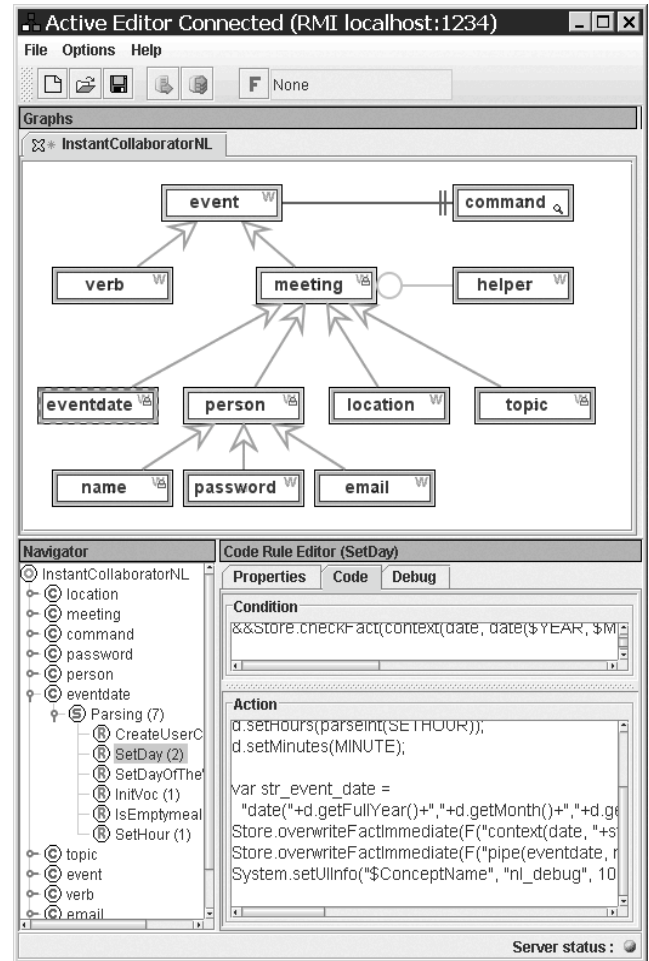 Active Editor Connected (RMI localhost:1234)
File Options Help
F None
Graphs
InstantCollaboratorNL
event W command
verb W meeting helper W
eventdate person location W topic
name password W email W
Navigator
InstantCollaboratorNL
C location
C meeting
C command
C password
C person
C eventdate
S Parsing (7)
R CreateUserC
R SetDay (2)
R SetDayOfThe
R InitVoc (1)
R IsEmptymeal
R SetHour (1)
C topic
C event
C verb
C email
Code Rule Editor (SetDay)
Properties Code Debug
Condition
&&Store.checkFact(context(date, date($YEAR, $M
Action
d.setHours(parseInt(SETHOUR));
d.setMinutes(MINUTE);
var str_event_date =
"date("+d.getFullYear()+","+d.getMonth()+","+d.ge
Store.overwriteFactImmediate(F("context(date, "+s
Store.overwriteFactImmediate(F("pipe(eventdate, r
System.setUIInfo("$ConceptName", "nl_debug", 10
Server status :